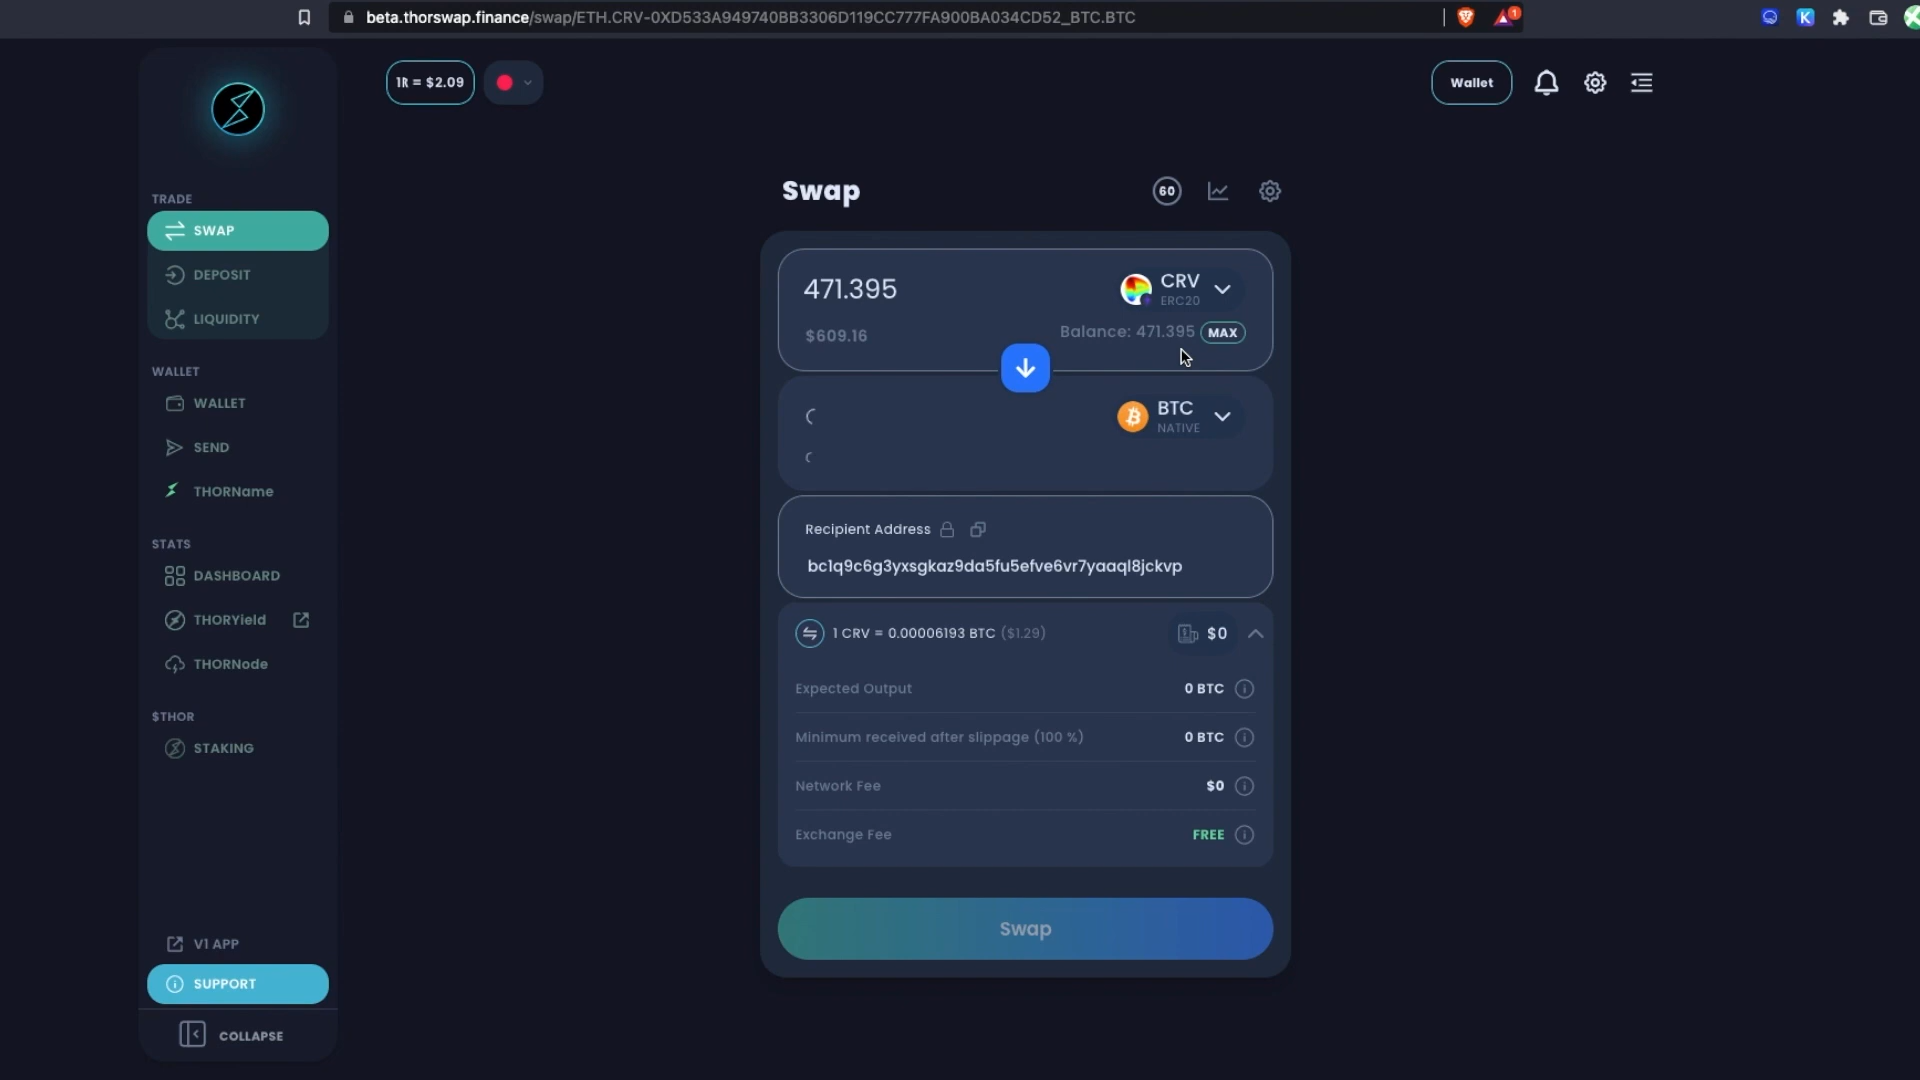 beta.thorswap.finance/swap/ETH.CRV-0XD533A949740BB3306D119CC777FA900BA034CD52_BTC.BTC
1
K
1R = $2.09
Wallet
TRADE
SWAP
DEPOSIT
LIQUIDITY
WALLET
WALLET
SEND
THORName
STATS
DASHBOARD
THORYield
THORNode
$THOR
STAKING
V1 APP
SUPPORT
COLLAPSE
Swap
60
471.395
CRV
ERC20
$609.16
Balance: 471.395 MAX
BTC
NATIVE
Recipient Address
bc1q9c6g3yxsgkaz9da5fu5efve6vr7yaaql8jckvp
1 CRV = 0.00006193 BTC ($1.29)
$0
Expected Output
0 BTC
Minimum received after slippage (100 %)
0 BTC
Network Fee
$0
Exchange Fee
FREE
Swap